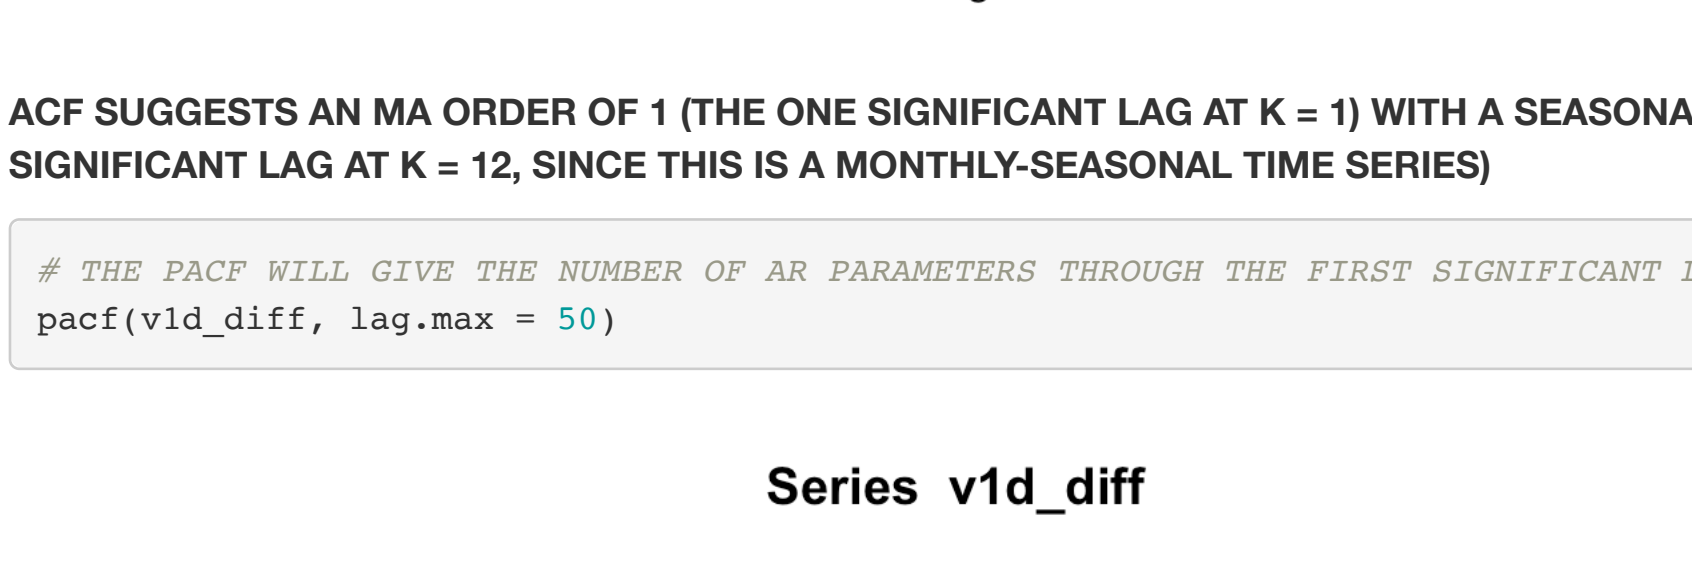 ACF SUGGESTS AN MA ORDER OF 1 (THE ONE SIGNIFICANT LAG AT K = 1) WITH A SEASONA
SIGNIFICANT LAG AT K = 12, SINCE THIS IS A MONTHLY-SEASONAL TIME SERIES)
# THE PACF WILL GIVE THE NUMBER OF AR PARAMETERS THROUGH THE FIRST SIGNIFICANT
pacf(v1d_diff, lag.max = 50)
Series v1d_diff